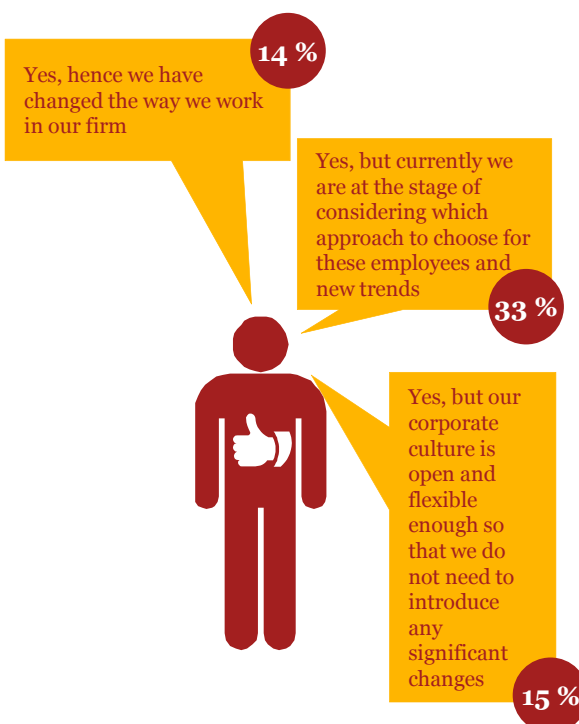 14 %
Yes, hence we have
changed the way we work
in our firm
Yes, but currently we
are at the stage of
considering which
approach to choose for
these employees and
new trends
33 %
Yes, but our
corporate
culture is
open and
flexible
enough so
that we do
not need to
introduce
any
significant
changes
15 %